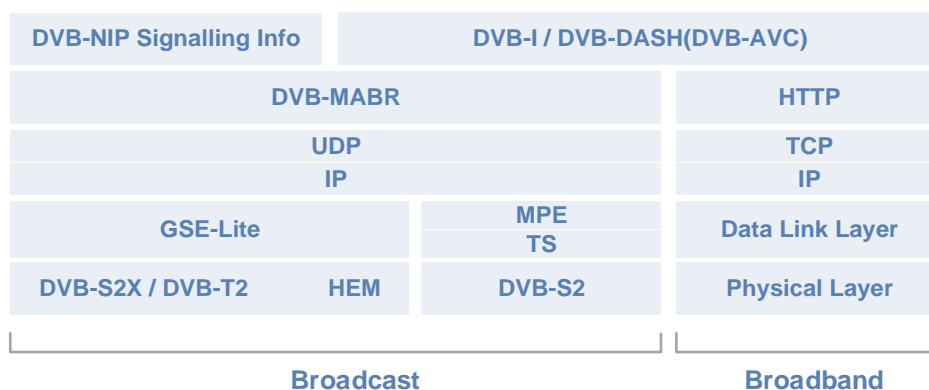 DVB-NIP Signalling Info
DVB-I / DVB-DASH(DVB-AVC)
DVB-MABR
HTTP
UDP
TCP
IP
IP
GSE-Lite
MPE
TS
Data Link Layer
DVB-S2X / DVB-T2 HEM
DVB-S2
Physical Layer
Broadcast
Broadband